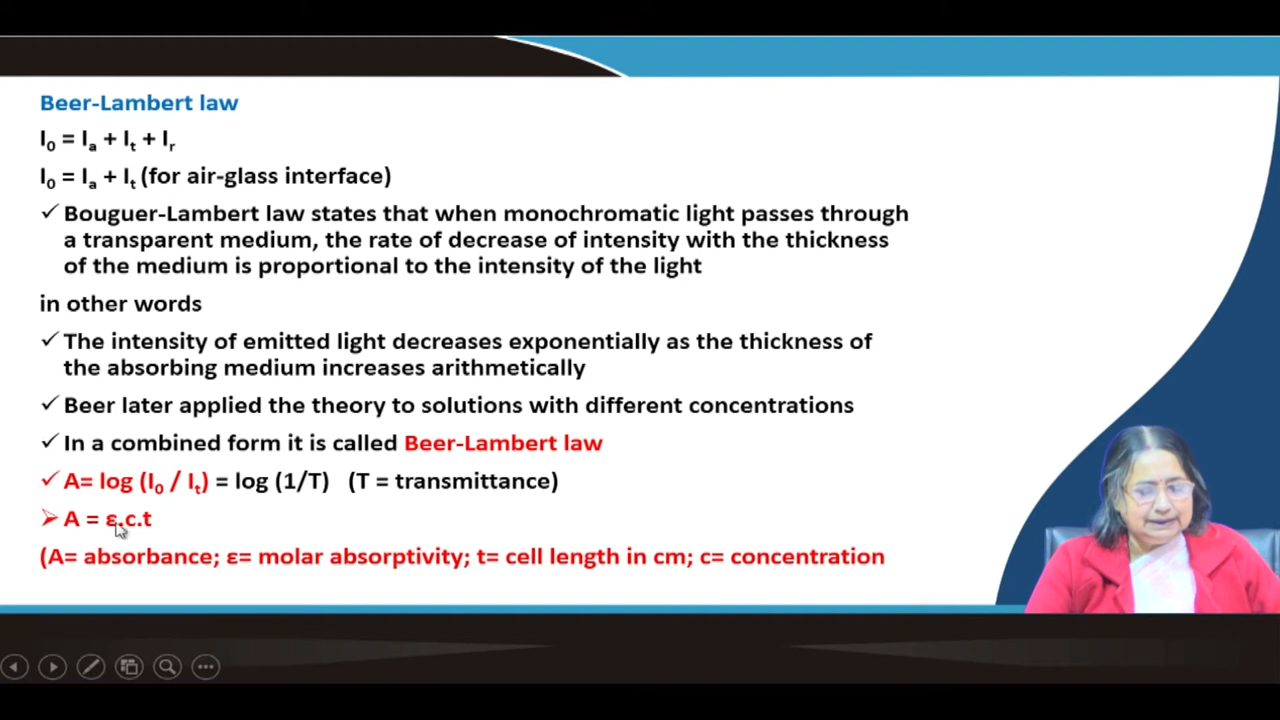 Beer-Lambert law
I₀ = Iₐ + Iₜ + Iᵣ
I₀ = Iₐ + Iₜ (for air-glass interface)
✓ Bouguer-Lambert law states that when monochromatic light passes through
a transparent medium, the rate of decrease of intensity with the thickness
of the medium is proportional to the intensity of the light
in other words
✓ The intensity of emitted light decreases exponentially as the thickness of
the absorbing medium increases arithmetically
✓ Beer later applied the theory to solutions with different concentrations
✓ In a combined form it is called Beer-Lambert law
✓ A= log (I₀ / Iₜ) = log (1/T) (T = transmittance)
➢ A = ε.c.t
(A= absorbance; ε= molar absorptivity; t= cell length in cm; c= concentration